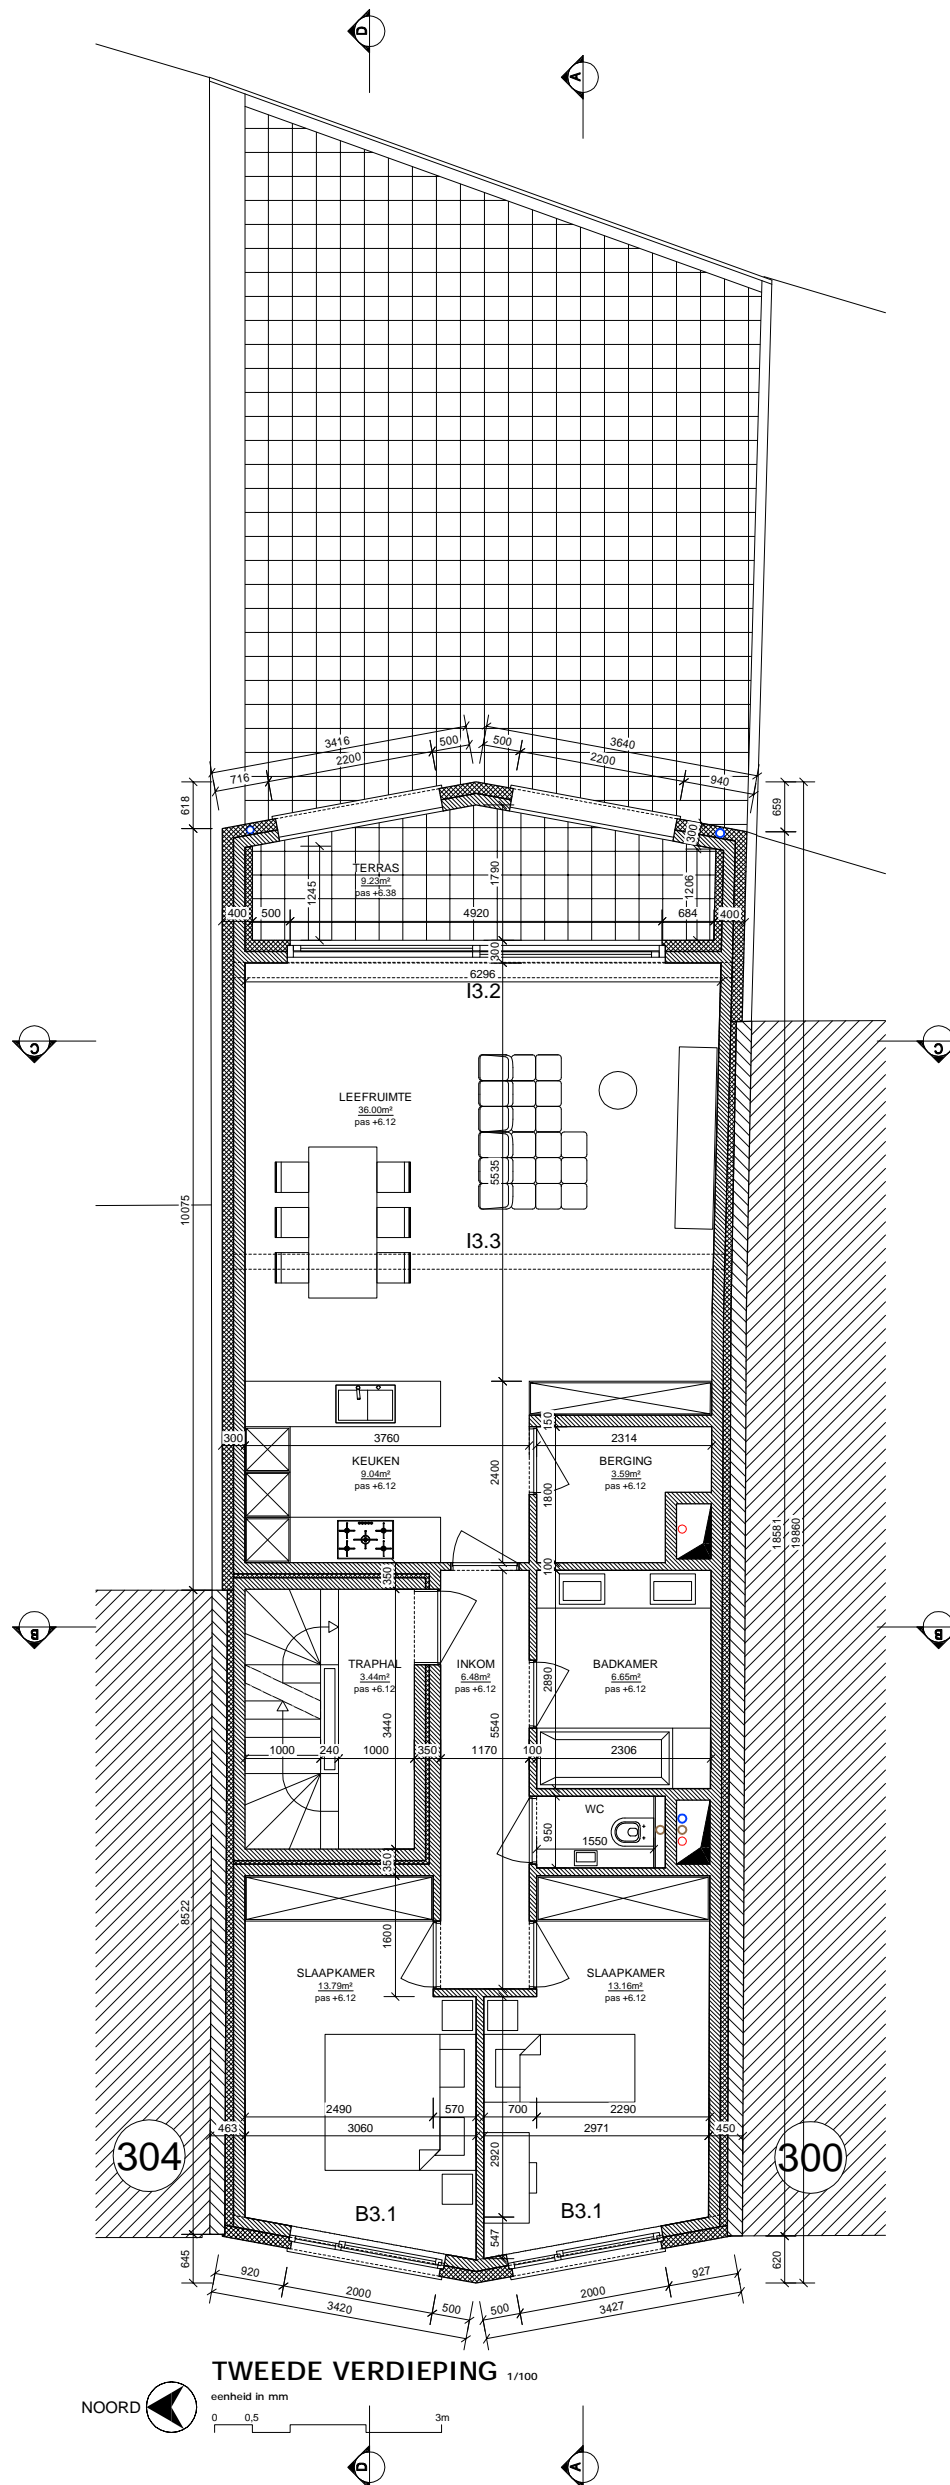 D
A
3416
500
500
3640
2200
2200
716
940
618
659
300
TERRAS
9.23m²
pas +6.38
1245
1790
1206
400
500
4920
684
400
300
6296
I3.2
C
C
LEEFRUIMTE
36.00m²
pas +6.12
5535
10075
I3.3
150
300
3760
2314
KEUKEN
9.04m²
pas +6.12
2400
BERGING
3.59m²
pas +6.12
1800
18581
19860
350
100
B
B
TRAPHAL
3.44m²
pas +6.12
INKOM
6.48m²
pas +6.12
BADKAMER
6.65m²
pas +6.12
2890
3440
5540
1000
240
1000
350
1170
100
2306
WC
950
1550
350
8522
1600
SLAAPKAMER
13.79m²
pas +6.12
SLAAPKAMER
13.16m²
pas +6.12
2490
570
700
2290
463
3060
2971
450
304
300
2920
B3.1
B3.1
547
645
620
920
927
2000
2000
3420
500
500
3427
TWEEDE VERDIEPING 1/100
eenheid in mm
NOORD
0
0,5
3m
D
A